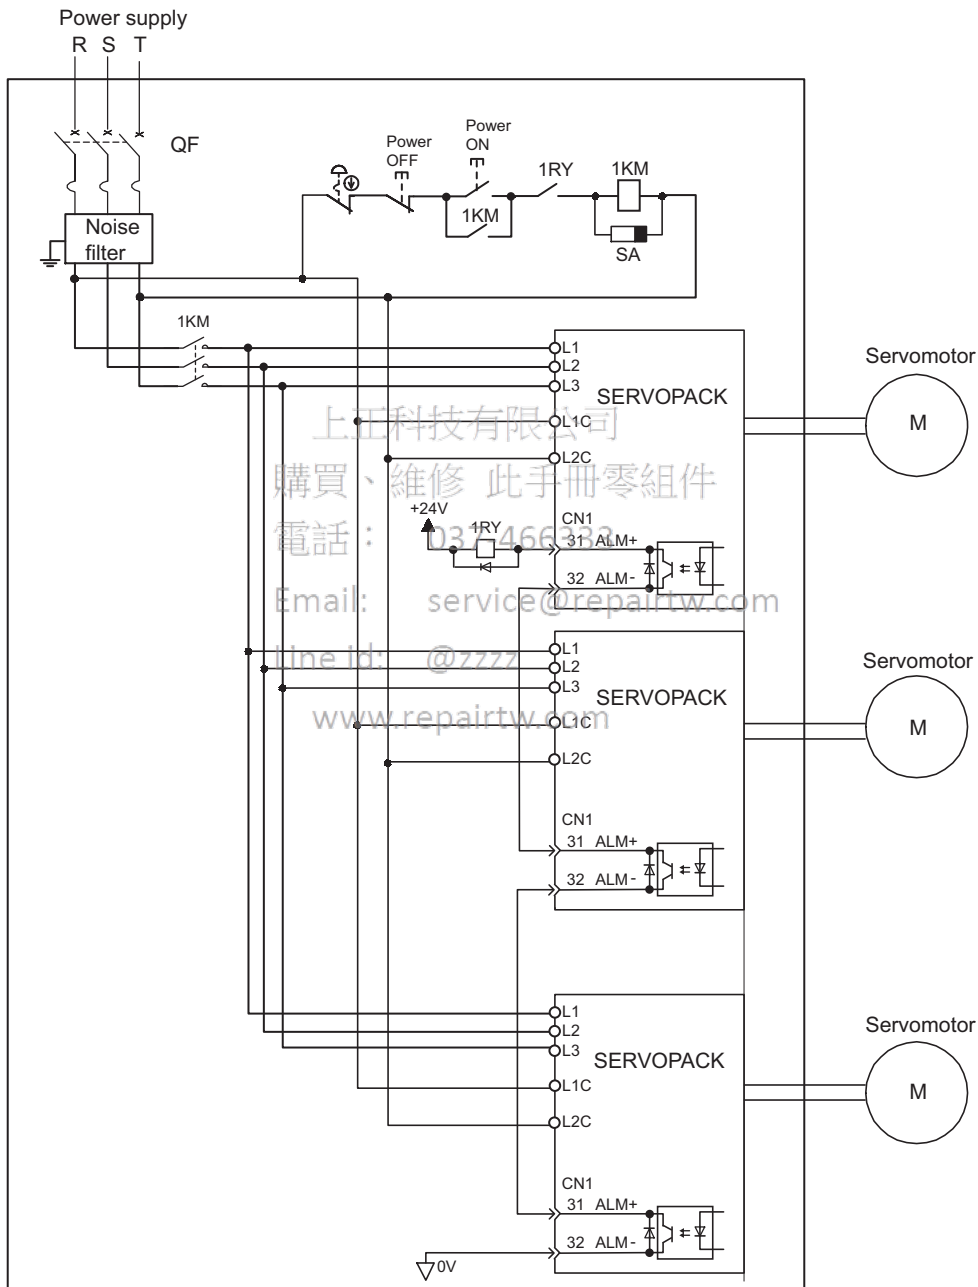 Power supply
R S T
QF
Power
OFF
Power
ON
1RY
1KM
1KM
SA
Noise
filter
1KM
L1
L2
L3
SERVOPACK
L1C
L2C
Servomotor
M
上正科技有限公司
購買、維修 此手冊零組件
電話： 037-466333
Email: service@repairtw.com
Line id: @zzzz
www.repairtw.com
+24V
1RY
CN1
31 ALM+
32 ALM-
L1
L2
L3
SERVOPACK
L1C
L2C
Servomotor
M
CN1
31 ALM+
32 ALM-
L1
L2
L3
SERVOPACK
L1C
L2C
Servomotor
M
CN1
31 ALM+
32 ALM-
0V